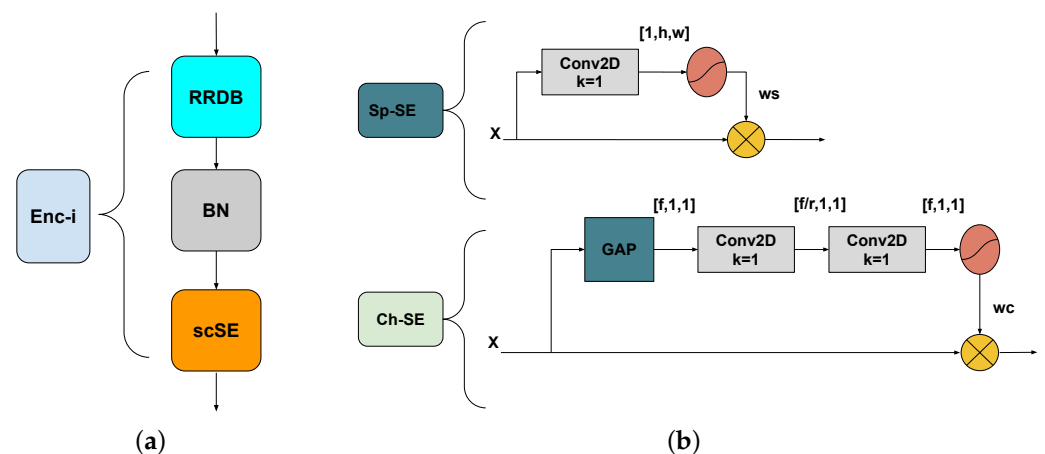 RRDB
Enc-i
BN
scSE
(a)
[1,h,w]
Conv2D
k=1
Sp-SE
ws
X
[f,1,1]
[f/r,1,1]
[f,1,1]
GAP
Conv2D
k=1
Conv2D
k=1
Ch-SE
wc
X
(b)